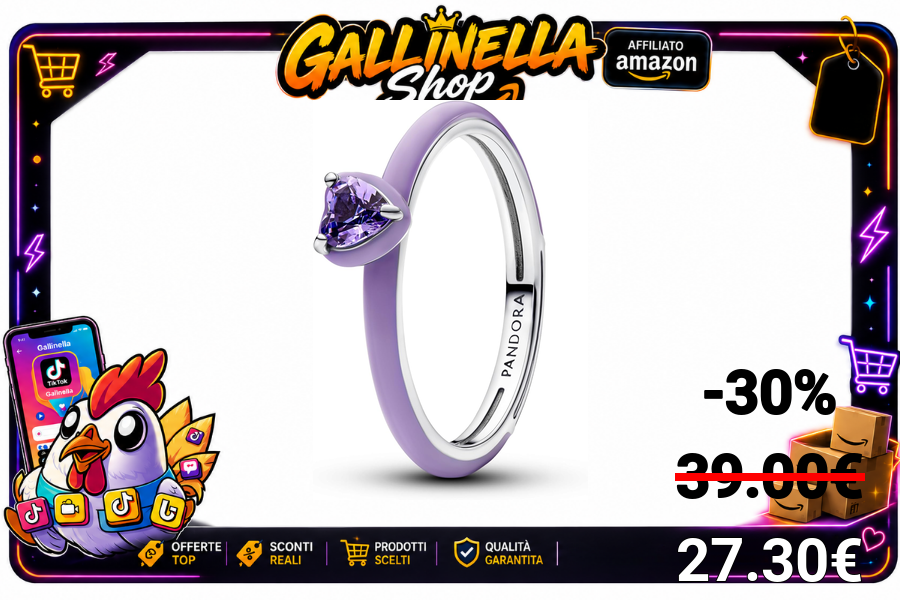 GALLINELLA
Shop
AFFILIATO
amazon
PANDORA
Gallinella
TikTok
Gallinella
-30%
39.00€
27.30€
OFFERTE
TOP
SCONTI
REALI
PRODOTTI
SCELTI
QUALITÀ
GARANTITA